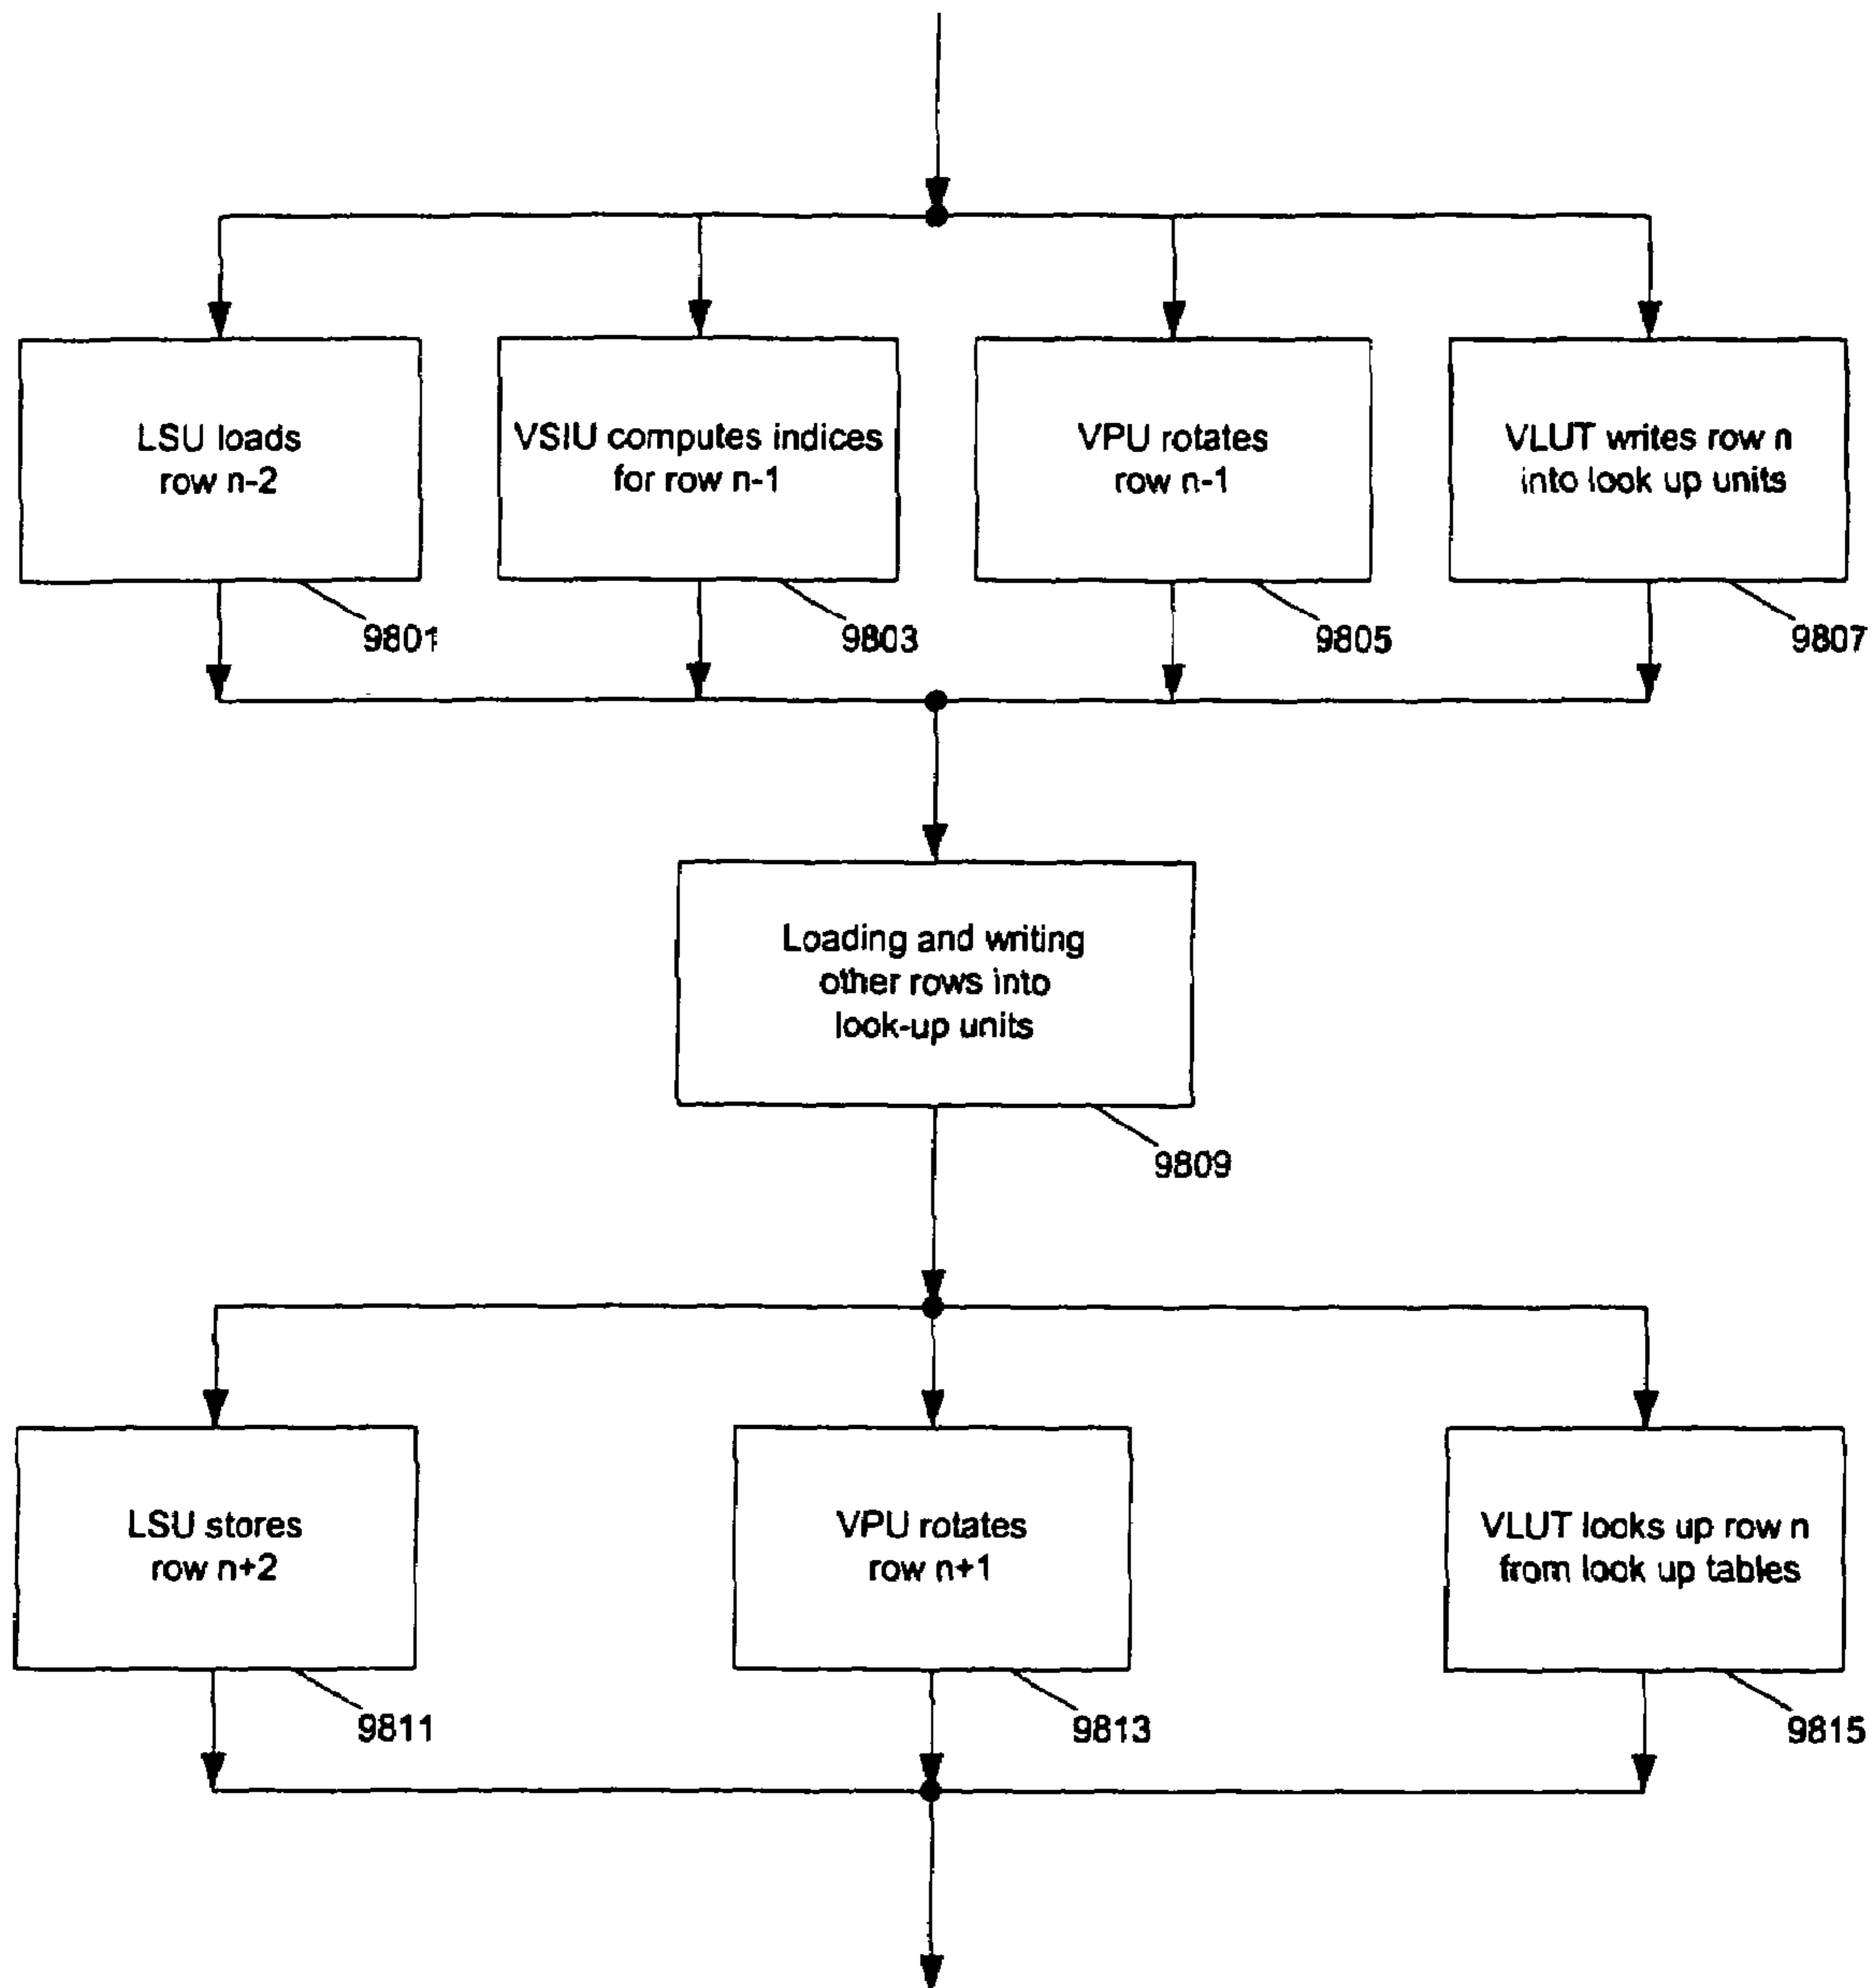 LSU loads
row n-2
VSIU computes indices
for row n-1
VPU rotates
row n-1
VLUT writes row n
into look up units
9801
9803
9805
9807
Loading and writing
other rows into
look-up units
9809
LSU stores
row n+2
VPU rotates
row n+1
VLUT looks up row n
from look up tables
9811
9813
9815